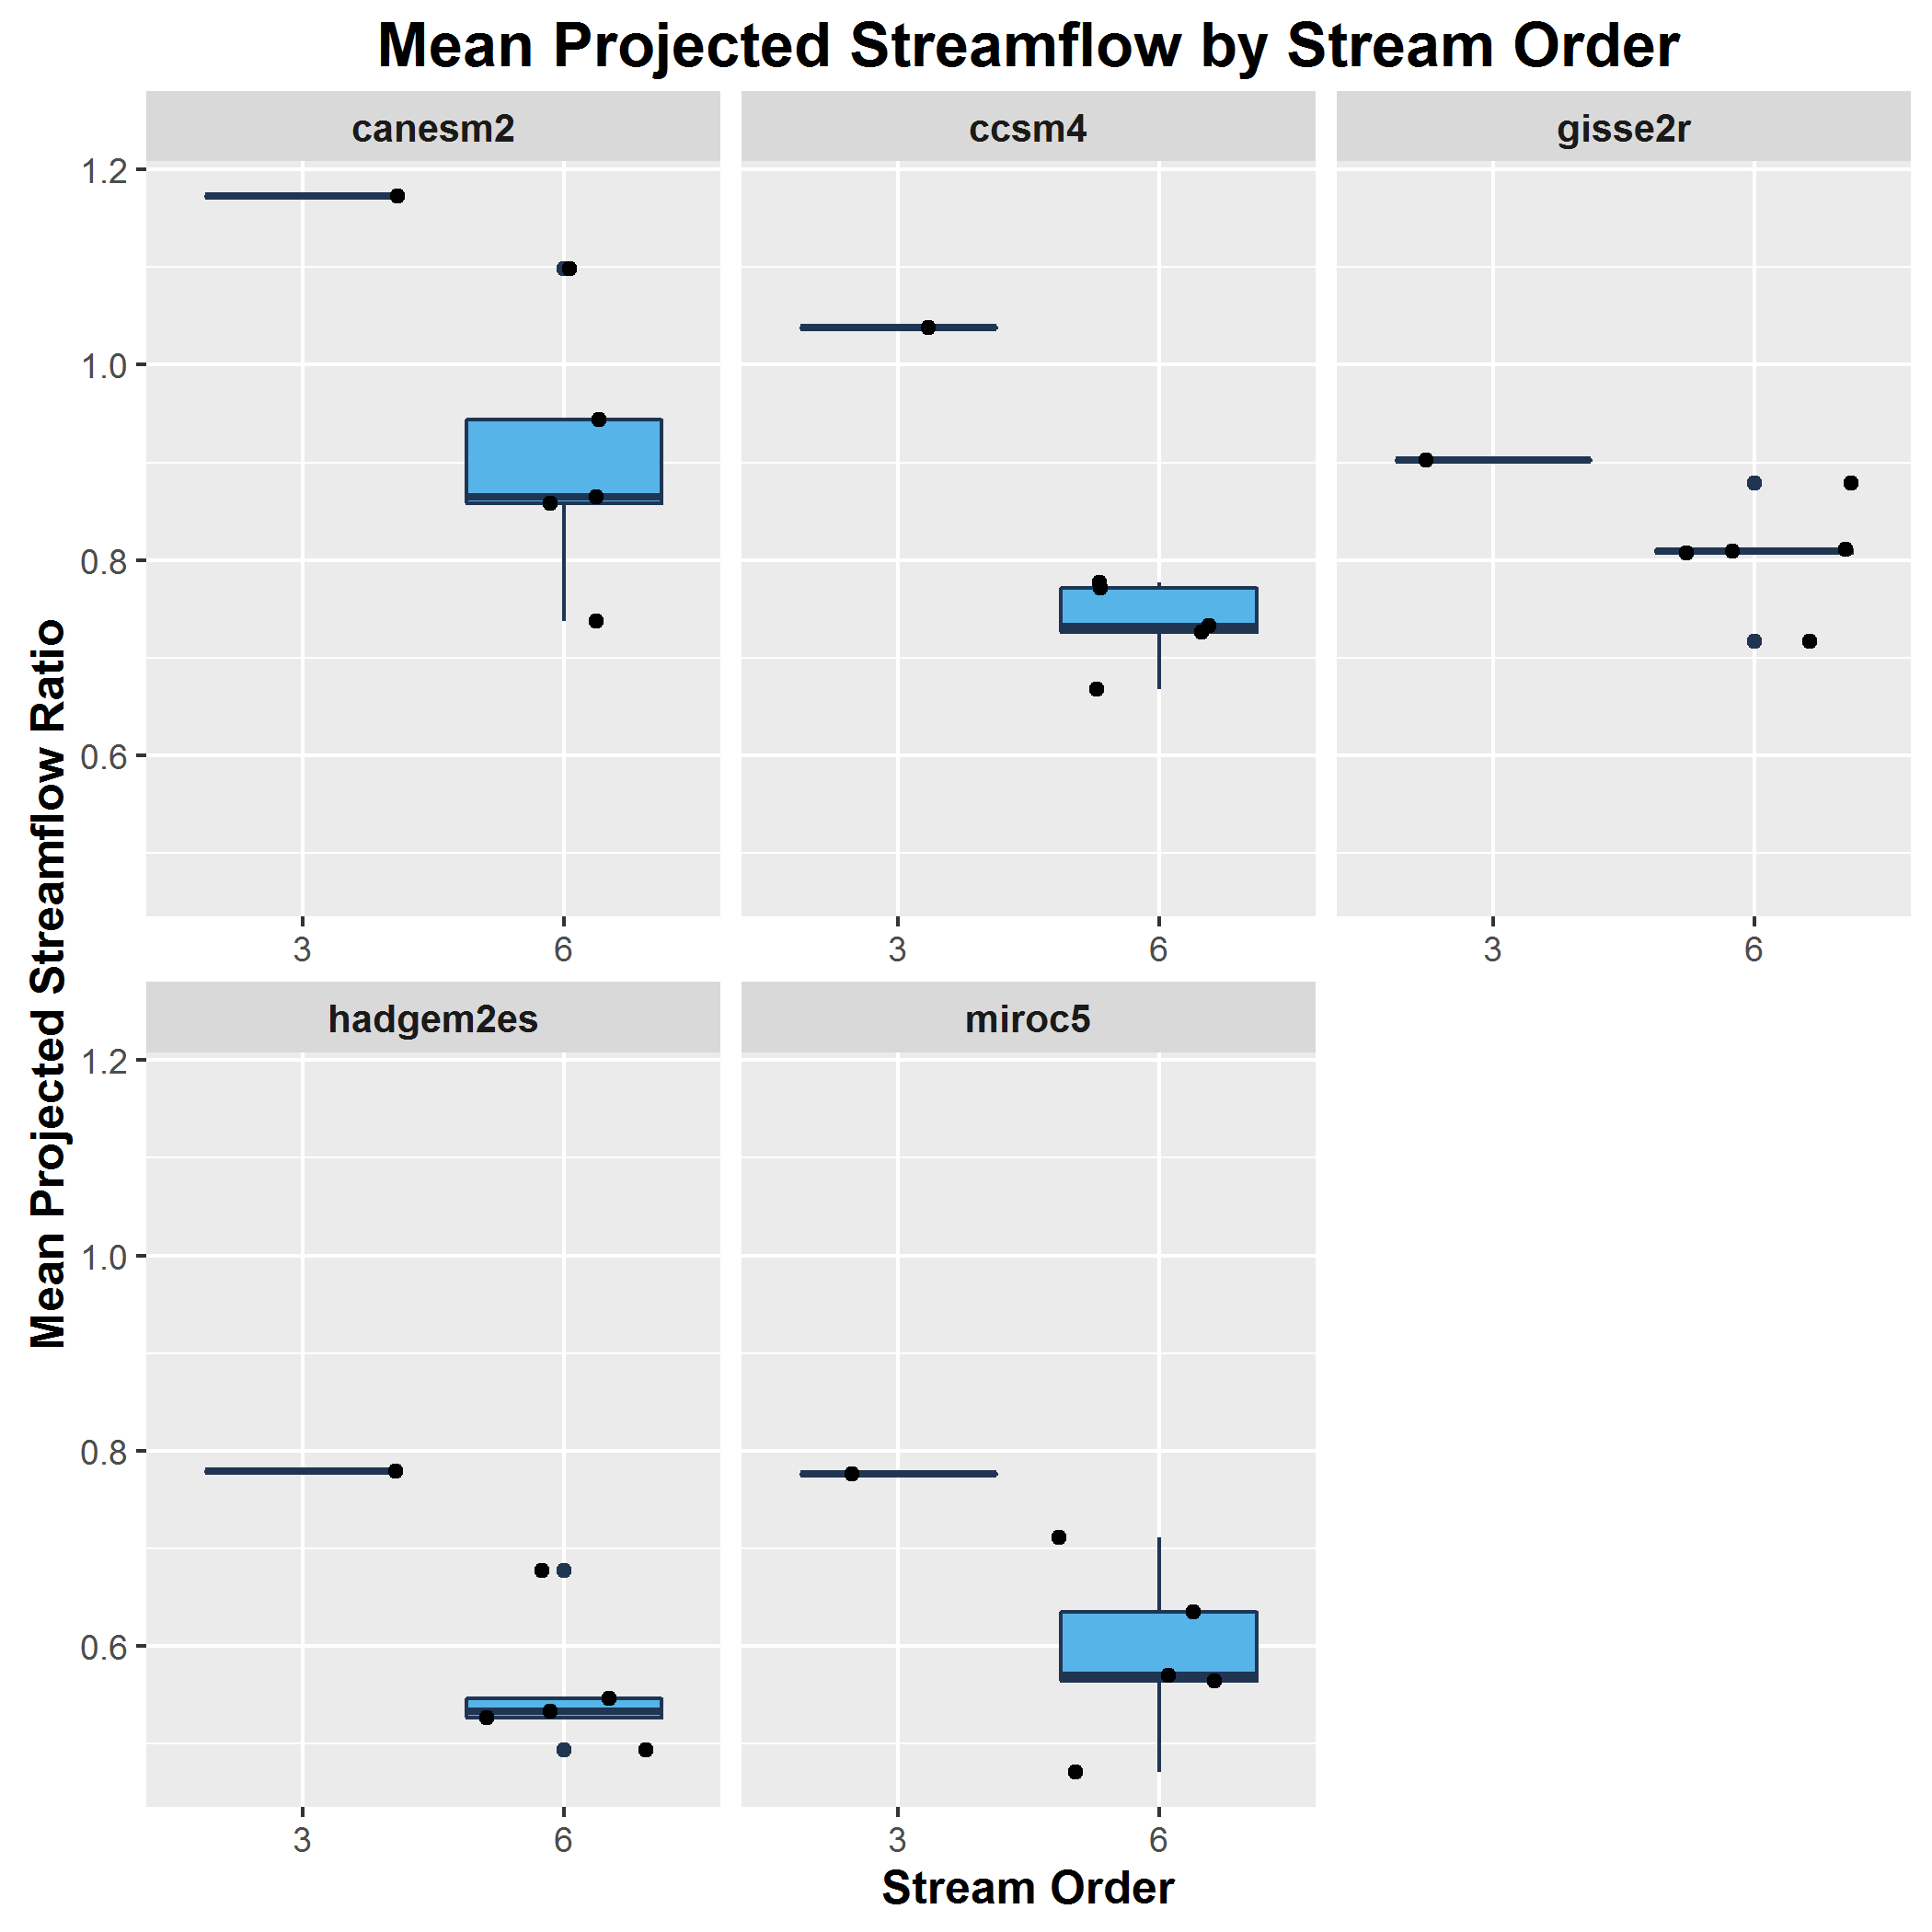 Mean Projected Streamflow by Stream Order
canesm2 ccsm4 gisse2r
1.2
1.0
0.8
0.6
3 6 3 6 3 6
Mean Projected Streamflow Ratio
hadgem2es miroc5
1.2
1.0
0.8
0.6
3 6 3 6
Stream Order